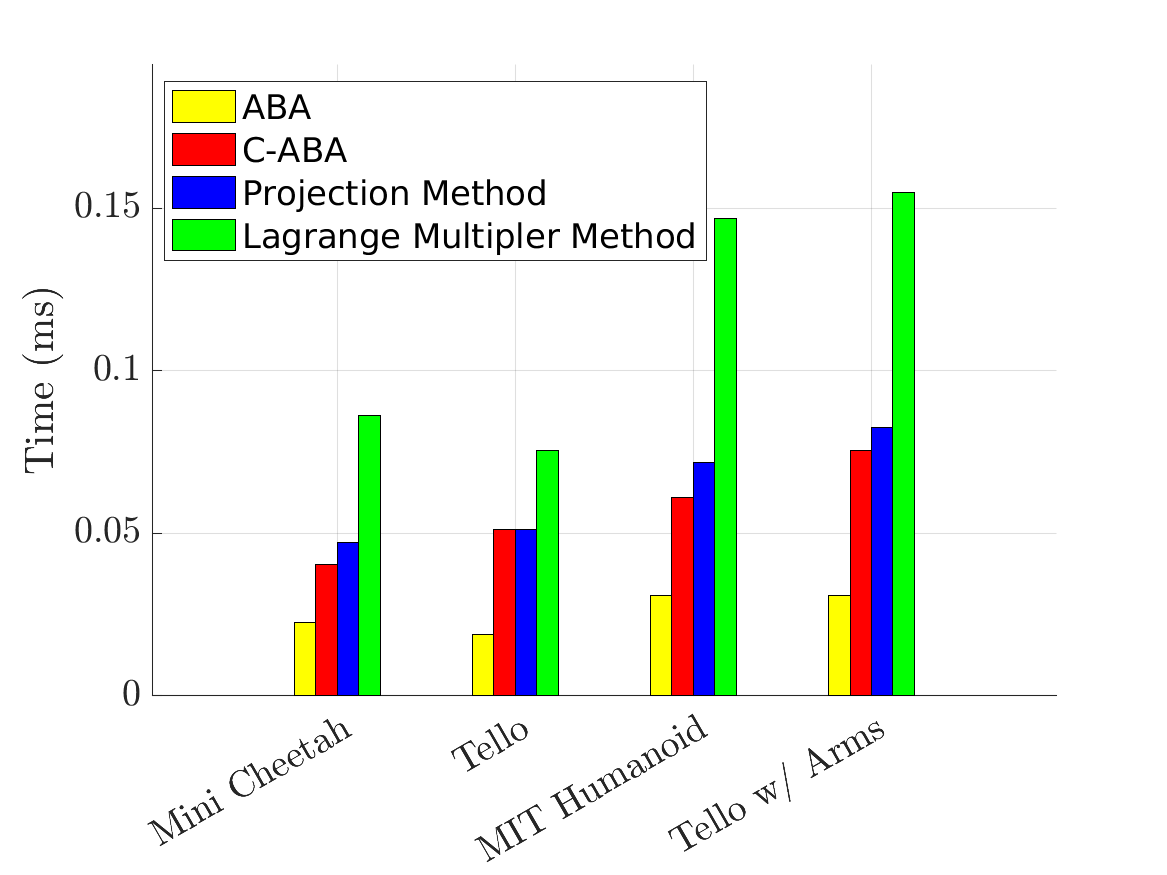 ABA
C-ABA
Projection Method
Lagrange Multipler Method
Time (ms)
0.15
0.1
0.05
0
Mini Cheetah
Tello
MIT Humanoid
Tello w/ Arms